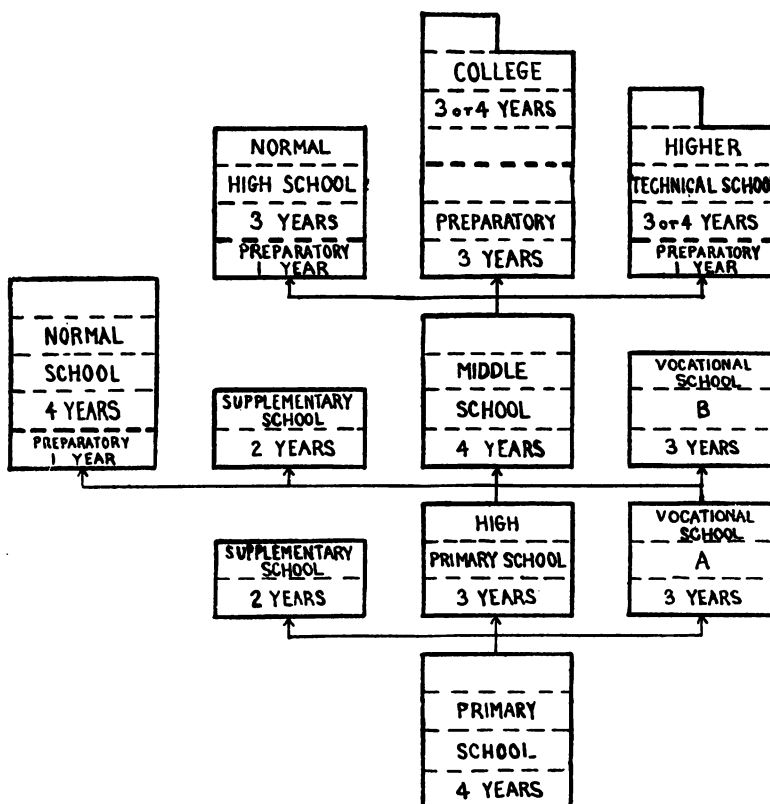 COLLEGE
3 or 4 YEARS
PREPARATORY
3 YEARS
NORMAL
HIGH SCHOOL
3 YEARS
PREPARATORY
1 YEAR
HIGHER
TECHNICAL SCHOOL
3 or 4 YEARS
PREPARATORY
1 YEAR
NORMAL
SCHOOL
4 YEARS
PREPARATORY
1 YEAR
SUPPLEMENTARY
SCHOOL
2 YEARS
MIDDLE
SCHOOL
4 YEARS
VOCATIONAL
SCHOOL
B
3 YEARS
SUPPLEMENTARY
SCHOOL
2 YEARS
HIGH
PRIMARY SCHOOL
3 YEARS
VOCATIONAL
SCHOOL
A
3 YEARS
PRIMARY
SCHOOL
4 YEARS